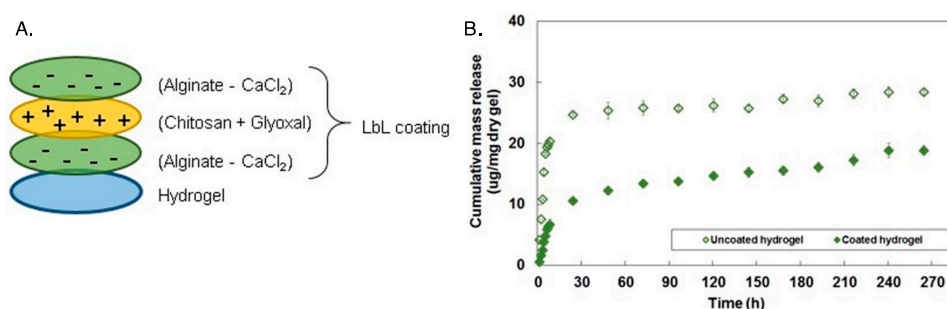 A.
(Alginate - CaCl₂)
(Chitosan + Glyoxal)
(Alginate - CaCl₂)
Hydrogel
LbL coating
B.
Cumulative mass release
(ug/mg dry gel)
40
30
20
10
0
Uncoated hydrogel
Coated hydrogel
0 30 60 90 120 150 180 210 240 270
Time (h)